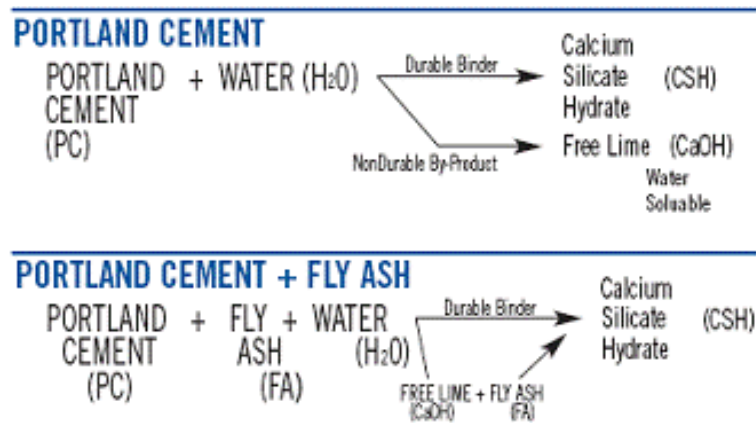 PORTLAND CEMENT
PORTLAND + WATER (H2O)
CEMENT
(PC)
Durable Binder
Calcium
Silicate (CSH)
Hydrate
NonDurable By-Product
Free Lime (CaOH)
Water
Soluable
PORTLAND CEMENT + FLY ASH
PORTLAND + FLY + WATER
CEMENT ASH (H2O)
(PC) (FA)
Durable Binder
Calcium
Silicate (CSH)
Hydrate
FREE LIME + FLY ASH
(CaOH) (FA)